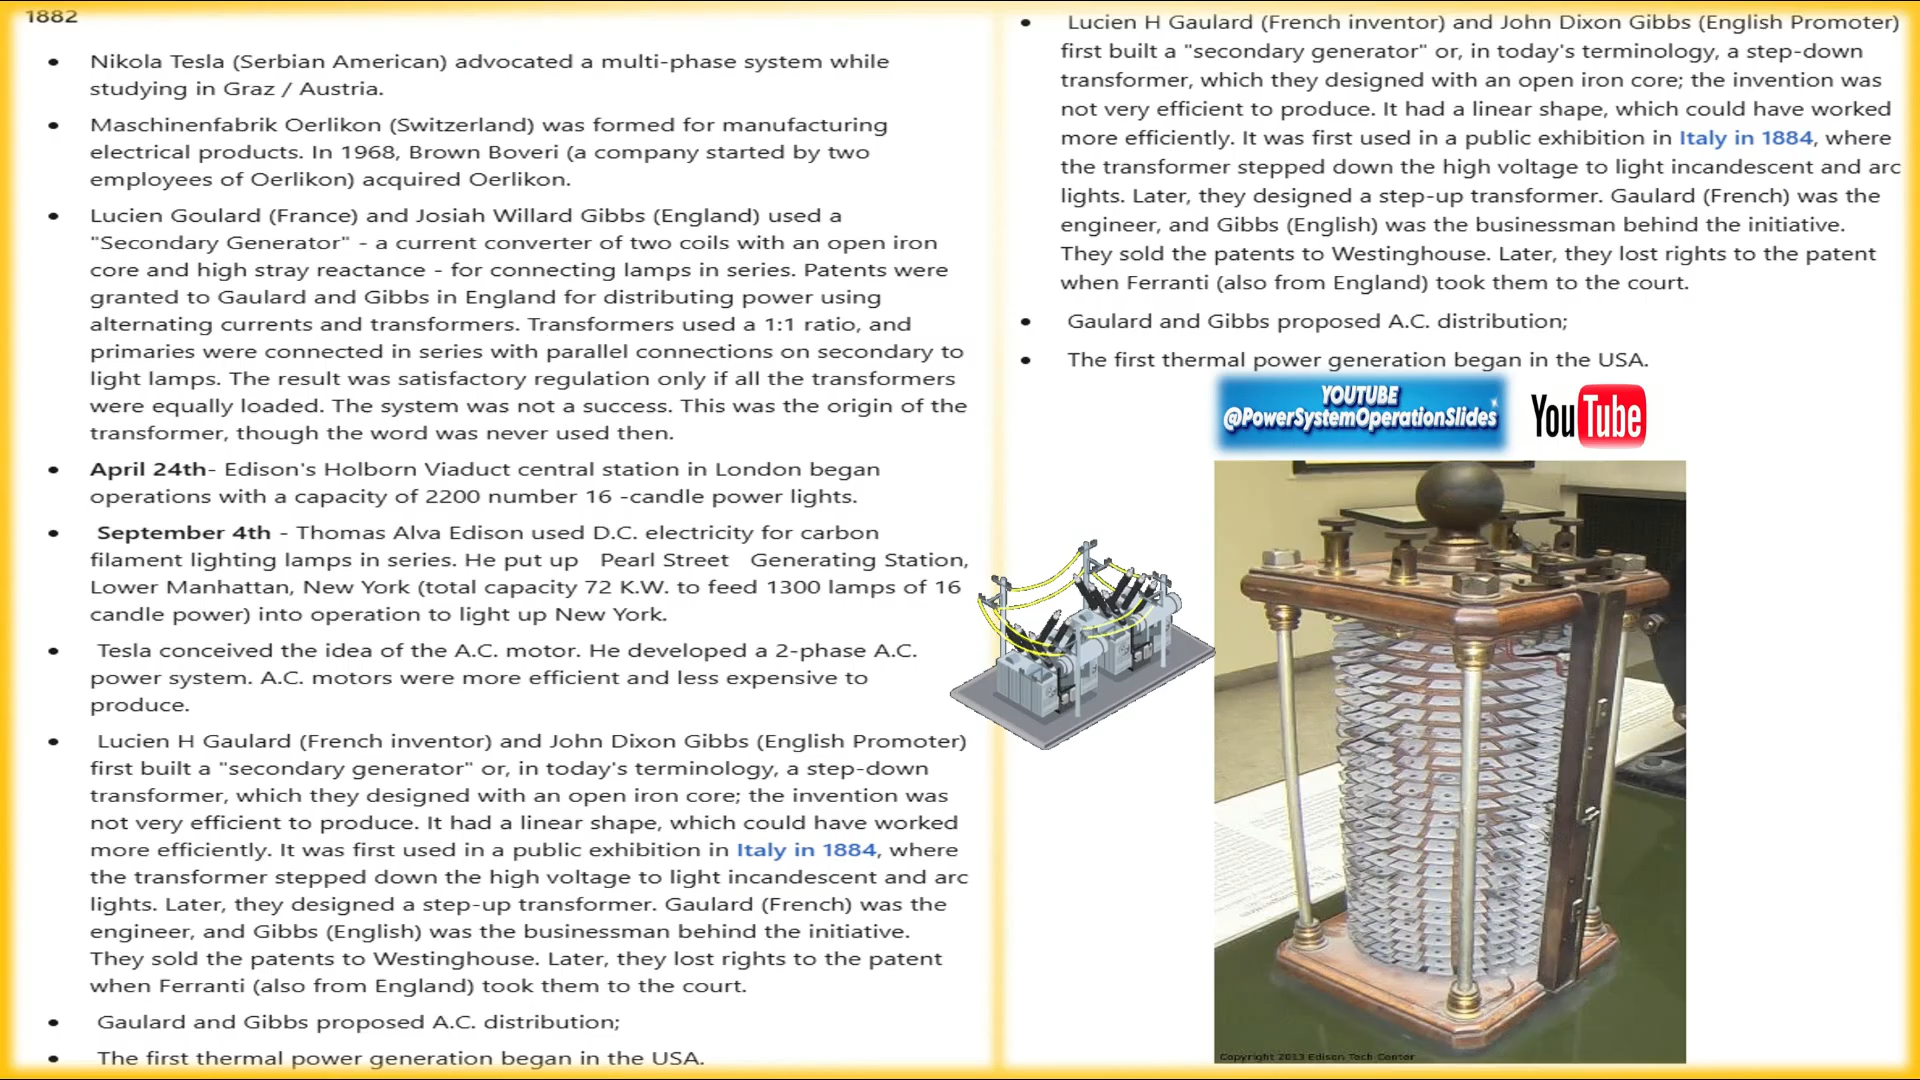 1882
Nikola Tesla (Serbian American) advocated a multi-phase system while
studying in Graz / Austria.
Maschinenfabrik Oerlikon (Switzerland) was formed for manufacturing
electrical products. In 1968, Brown Boveri (a company started by two
employees of Oerlikon) acquired Oerlikon.
Lucien Goulard (France) and Josiah Willard Gibbs (England) used a
"Secondary Generator" - a current converter of two coils with an open iron
core and high stray reactance - for connecting lamps in series. Patents were
granted to Gaulard and Gibbs in England for distributing power using
alternating currents and transformers. Transformers used a 1:1 ratio, and
primaries were connected in series with parallel connections on secondary to
light lamps. The result was satisfactory regulation only if all the transformers
were equally loaded. The system was not a success. This was the origin of the
transformer, though the word was never used then.
April 24th- Edison's Holborn Viaduct central station in London began
operations with a capacity of 2200 number 16 -candle power lights.
September 4th - Thomas Alva Edison used D.C. electricity for carbon
filament lighting lamps in series. He put up Pearl Street Generating Station,
Lower Manhattan, New York (total capacity 72 K.W. to feed 1300 lamps of 16
candle power) into operation to light up New York.
Tesla conceived the idea of the A.C. motor. He developed a 2-phase A.C.
power system. A.C. motors were more efficient and less expensive to
produce.
Lucien H Gaulard (French inventor) and John Dixon Gibbs (English Promoter)
first built a "secondary generator" or, in today's terminology, a step-down
transformer, which they designed with an open iron core; the invention was
not very efficient to produce. It had a linear shape, which could have worked
more efficiently. It was first used in a public exhibition in Italy in 1884, where
the transformer stepped down the high voltage to light incandescent and arc
lights. Later, they designed a step-up transformer. Gaulard (French) was the
engineer, and Gibbs (English) was the businessman behind the initiative.
They sold the patents to Westinghouse. Later, they lost rights to the patent
when Ferranti (also from England) took them to the court.
Gaulard and Gibbs proposed A.C. distribution;
The first thermal power generation began in the USA.
Lucien H Gaulard (French inventor) and John Dixon Gibbs (English Promoter)
first built a "secondary generator" or, in today's terminology, a step-down
transformer, which they designed with an open iron core; the invention was
not very efficient to produce. It had a linear shape, which could have worked
more efficiently. It was first used in a public exhibition in Italy in 1884, where
the transformer stepped down the high voltage to light incandescent and arc
lights. Later, they designed a step-up transformer. Gaulard (French) was the
engineer, and Gibbs (English) was the businessman behind the initiative.
They sold the patents to Westinghouse. Later, they lost rights to the patent
when Ferranti (also from England) took them to the court.
Gaulard and Gibbs proposed A.C. distribution;
The first thermal power generation began in the USA.
YOUTUBE
@PowerSystemOperationSlides
YouTube
Copyright 2013 Edison Tech Center